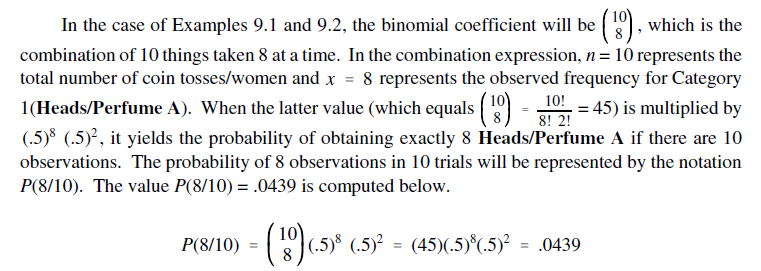 In the case of Examples 9.1 and 9.2, the binomial coefficient will be (10 8), which is the
combination of 10 things taken 8 at a time. In the combination expression, n = 10 represents the
total number of coin tosses/women and x = 8 represents the observed frequency for Category
1(Heads/Perfume A). When the latter value (which equals (10 8) = 10!/8! 2! = 45) is multiplied by
(.5)⁸ (.5)², it yields the probability of obtaining exactly 8 Heads/Perfume A if there are 10
observations. The probability of 8 observations in 10 trials will be represented by the notation
P(8/10). The value P(8/10) = .0439 is computed below.
P(8/10) = (10 8)(.5)⁸ (.5)² = (45)(.5)⁸(.5)² = .0439